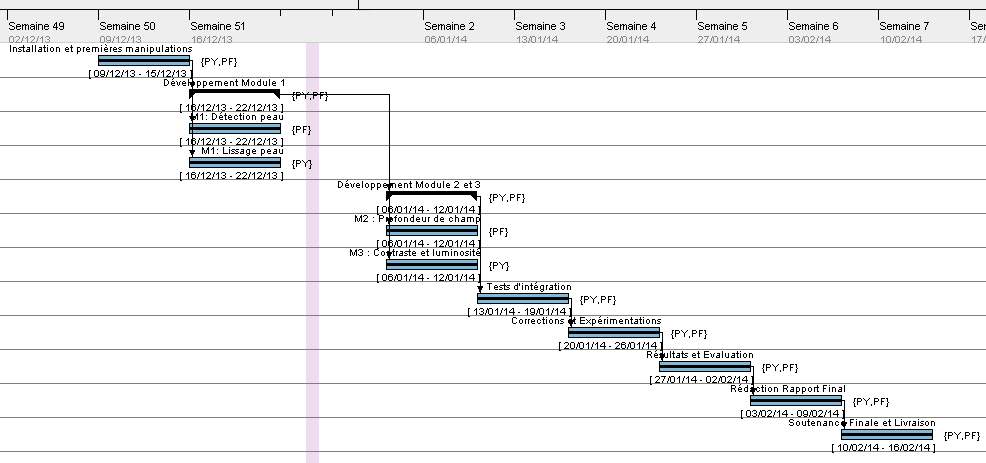 Semaine 49 Semaine 50 Semaine 51 Semaine 2 Semaine 3 Semaine 4 Semaine 5 Semaine 6 Semaine 7
02/12/13 09/12/13 16/12/13 06/01/14 13/01/14 20/01/14 27/01/14 03/02/14 10/02/14 17/
Installation et premières manipulations
{PY,PF}
[ 09/12/13 - 15/12/13 ]
Développement Module 1
{PY,PF}
[ 16/12/13 - 22/12/13 ]
M1: Détection peau
{PF}
[ 16/12/13 - 22/12/13 ]
M1: Lissage peau
{PY}
[ 16/12/13 - 22/12/13 ]
Développement Module 2 et 3
{PY,PF}
[ 06/01/14 - 12/01/14 ]
M2 : Profondeur de champ
{PF}
[ 06/01/14 - 12/01/14 ]
M3 : Contraste et luminosité
{PY}
[ 06/01/14 - 12/01/14 ]
Tests d'intégration
{PY,PF}
[ 13/01/14 - 19/01/14 ]
Corrections et Expérimentations
{PY,PF}
[ 20/01/14 - 26/01/14 ]
Résultats et Evaluation
{PY,PF}
[ 27/01/14 - 02/02/14 ]
Rédaction Rapport Final
{PY,PF}
[ 03/02/14 - 09/02/14 ]
Soutenance Finale et Livraison
{PY,PF}
[ 10/02/14 - 16/02/14 ]